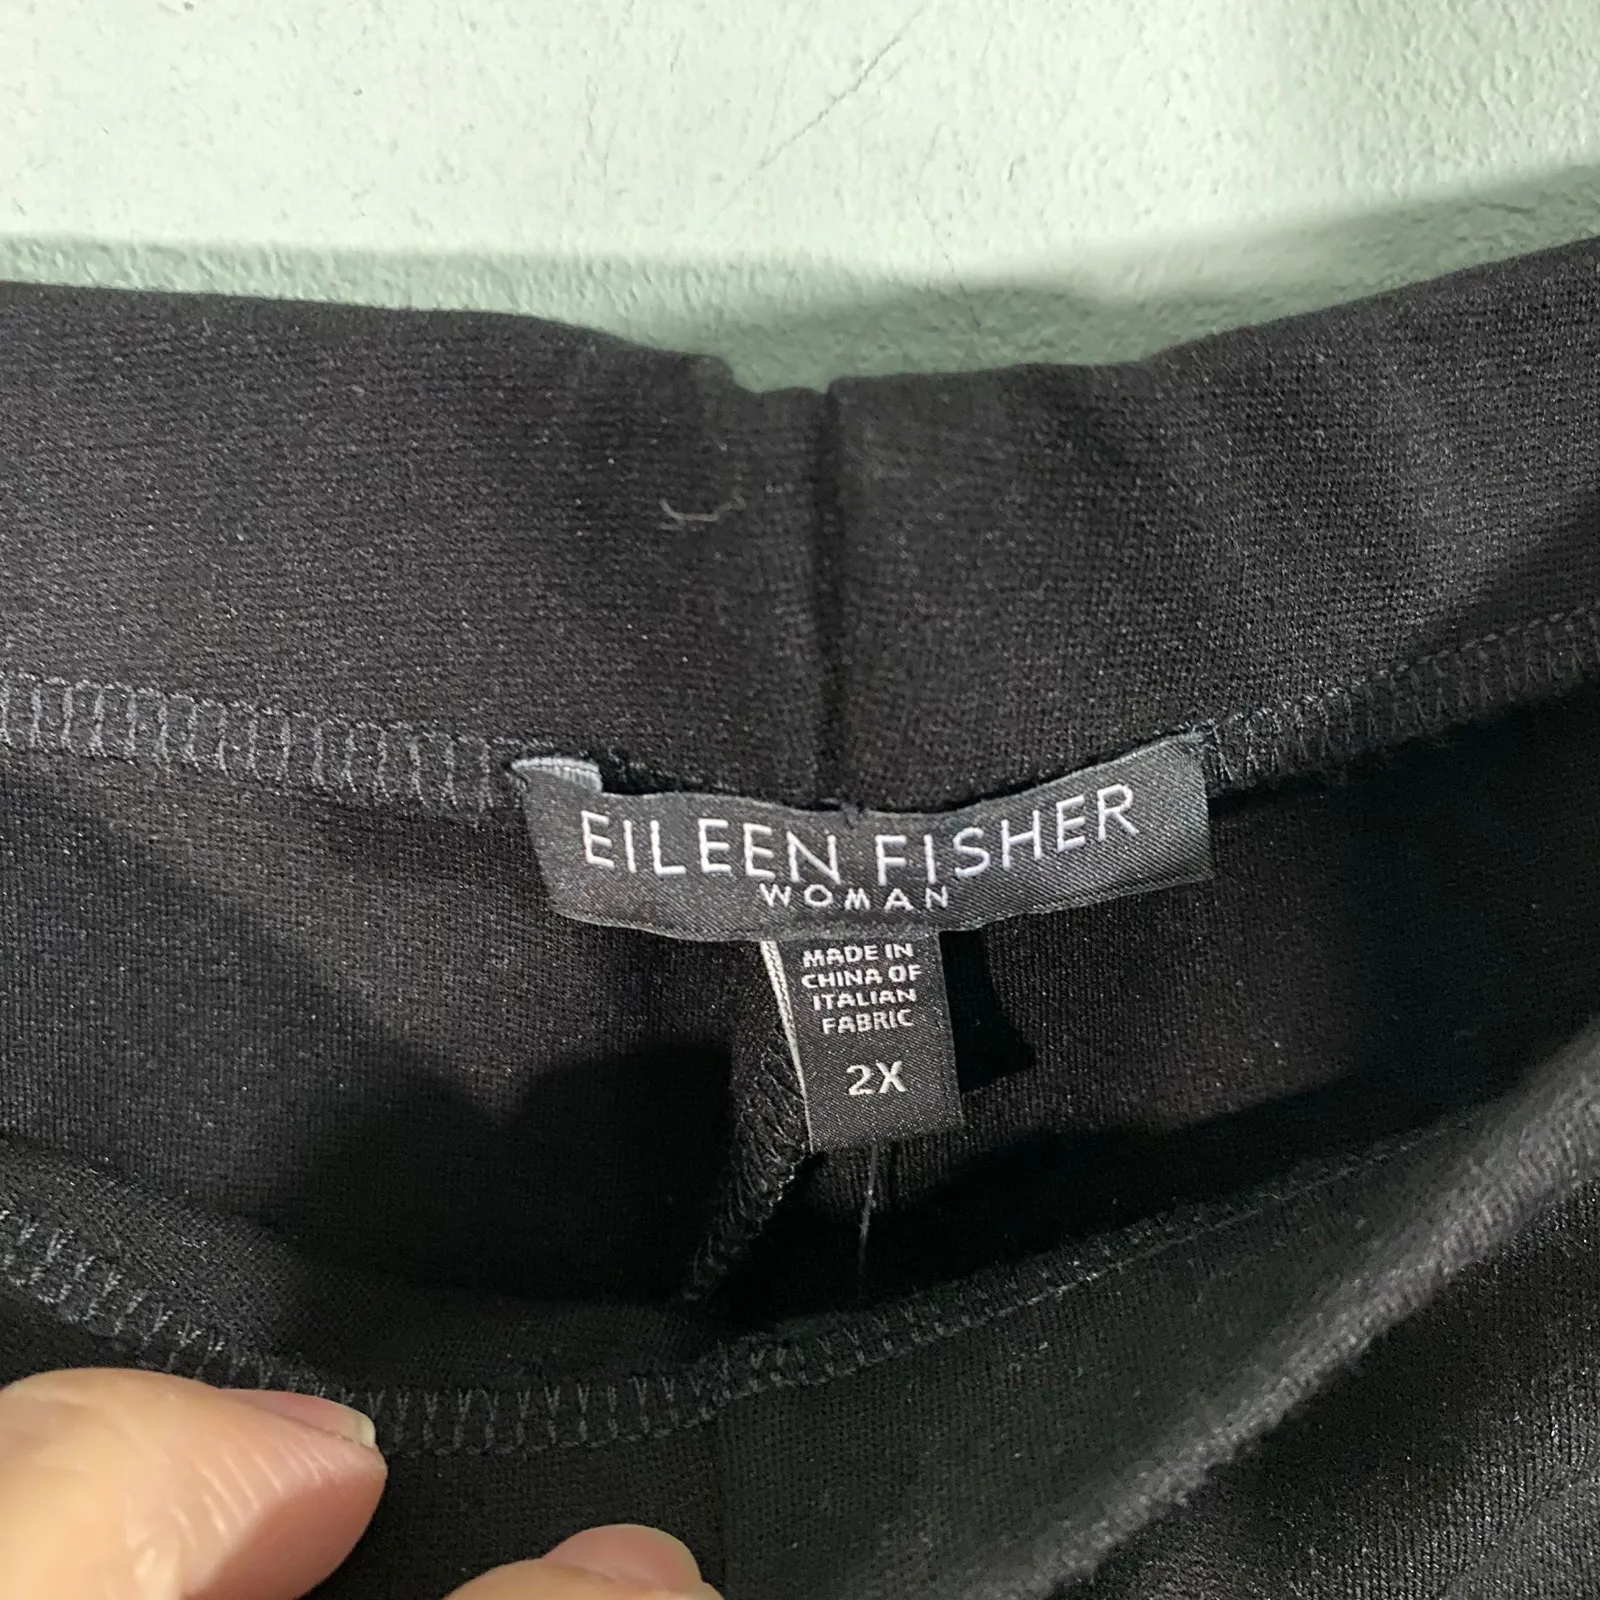 EILEEN FISHER
WOMAN
MADE IN
CHINA OF
ITALIAN
FABRIC
2X